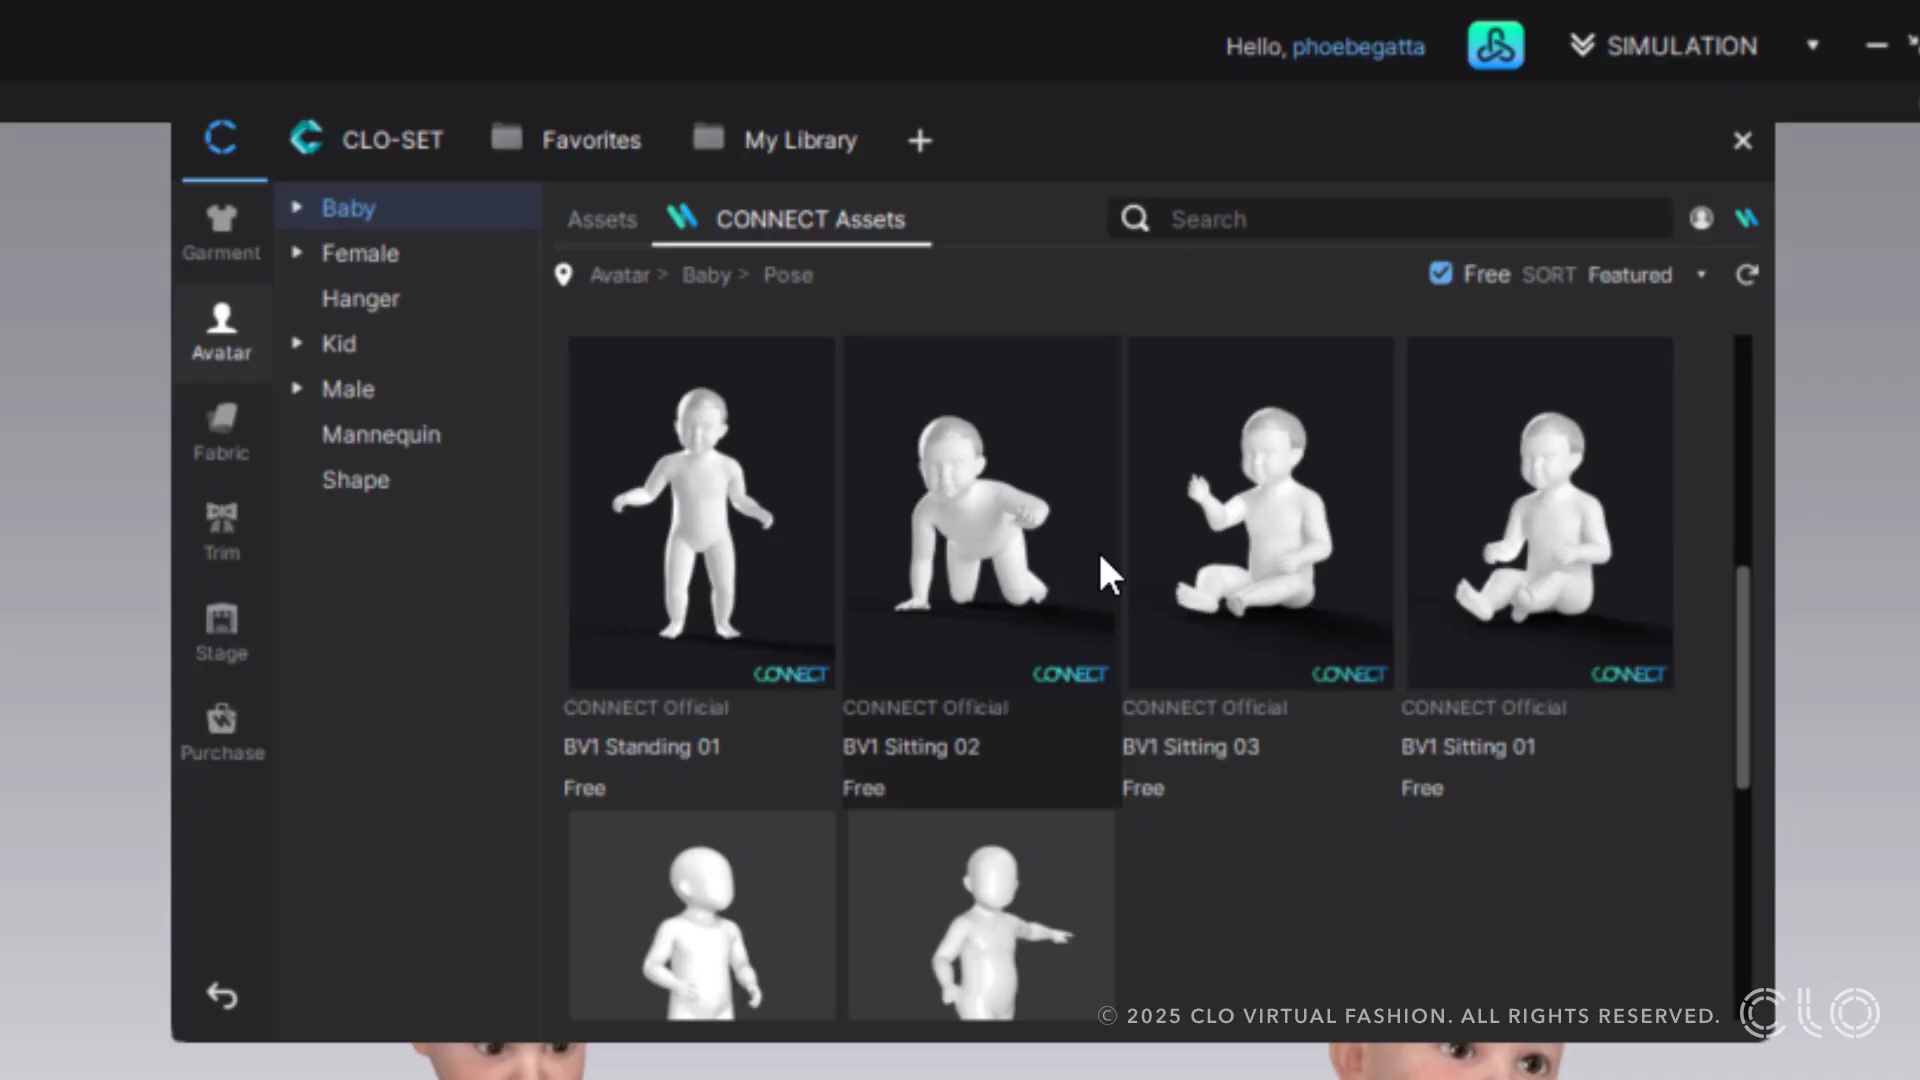 Hello, phoebegatta
SIMULATION
CLO-SET
Favorites
My Library
Garment
Avatar
Fabric
Trim
Stage
Purchase
Baby
Female
Hanger
Kid
Male
Mannequin
Shape
Assets
CONNECT Assets
Search
Avatar > Baby > Pose
Free SORT Featured
CONNECT
CONNECT
CONNECT
CONNECT
CONNECT Official
BV1 Standing 01
Free
CONNECT Official
BV1 Sitting 02
Free
CONNECT Official
BV1 Sitting 03
Free
CONNECT Official
BV1 Sitting 01
Free
© 2025 CLO VIRTUAL FASHION. ALL RIGHTS RESERVED. CLO